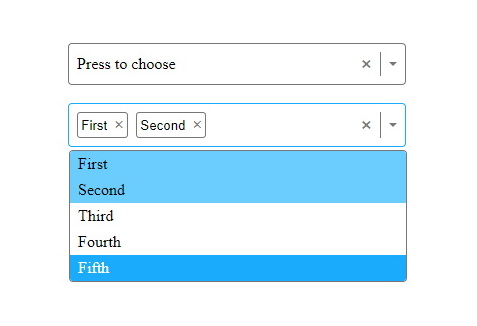 Press to choose
First Second
First
Second
Third
Fourth
Fifth